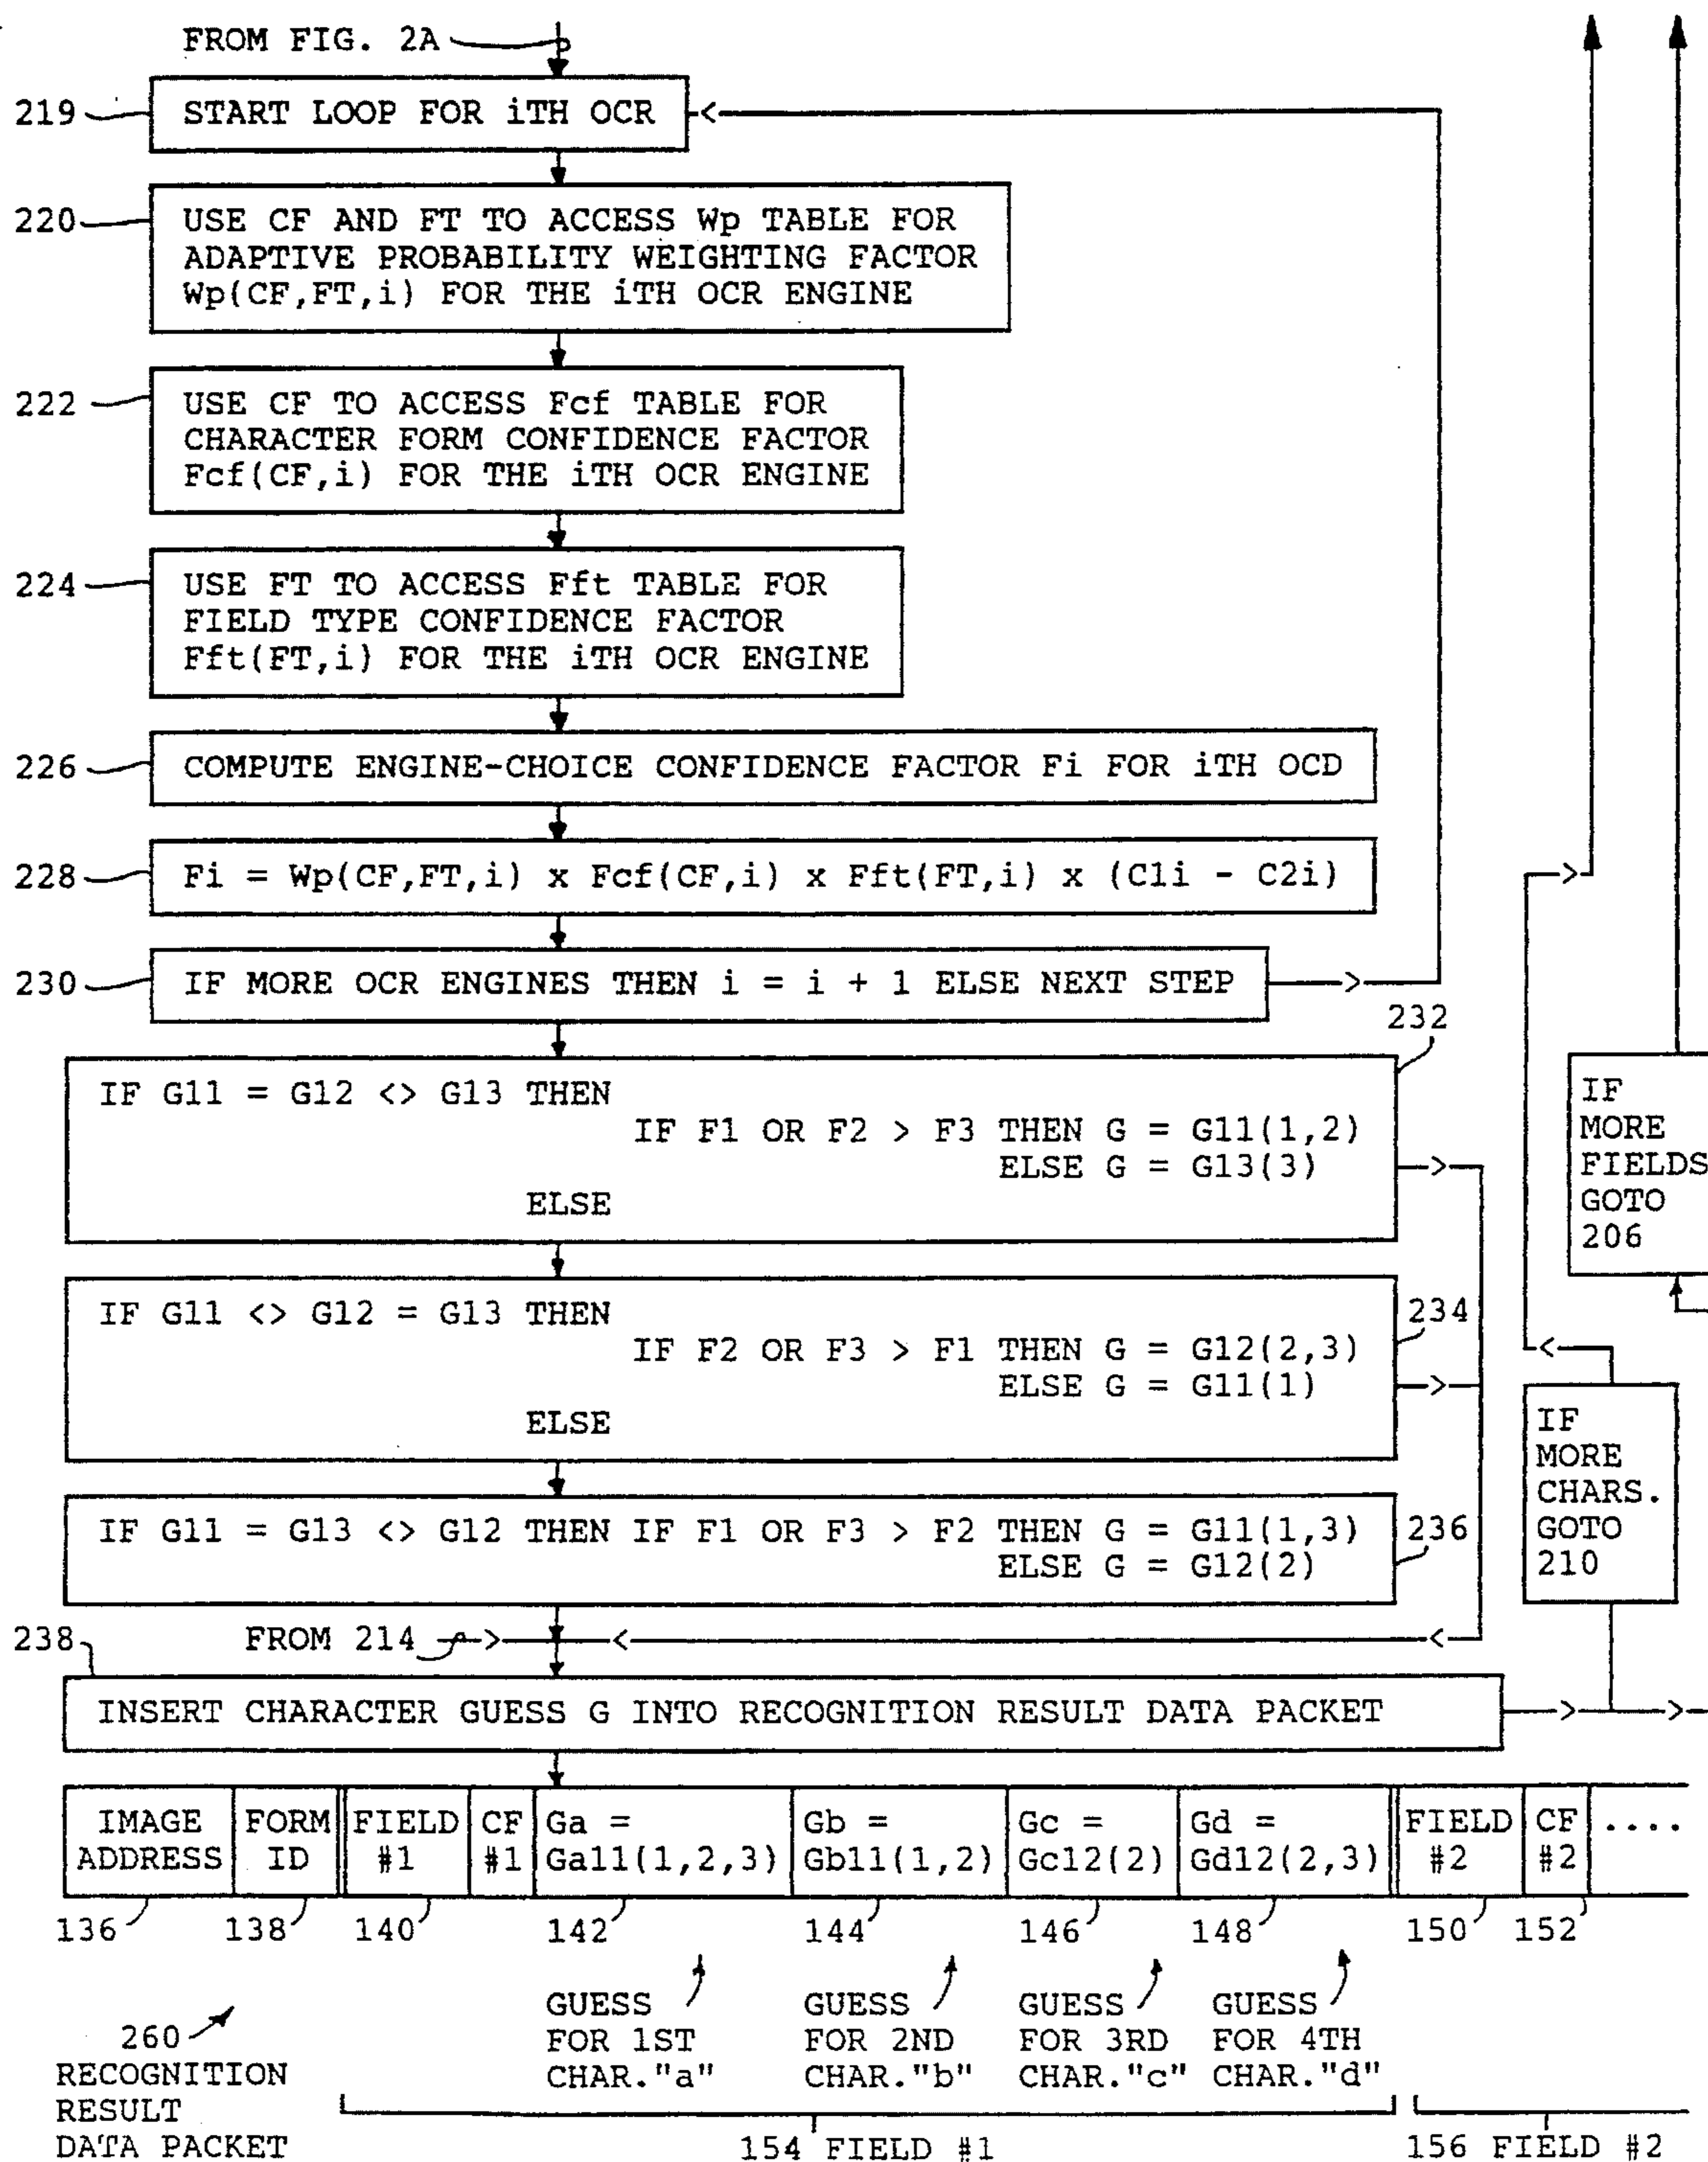 FROM FIG. 2A
219
START LOOP FOR iTH OCR
220
USE CF AND FT TO ACCESS Wp TABLE FOR
ADAPTIVE PROBABILITY WEIGHTING FACTOR
Wp(CF,FT,i) FOR THE iTH OCR ENGINE
222
USE CF TO ACCESS Fcf TABLE FOR
CHARACTER FORM CONFIDENCE FACTOR
Fcf(CF,i) FOR THE iTH OCR ENGINE
224
USE FT TO ACCESS Fft TABLE FOR
FIELD TYPE CONFIDENCE FACTOR
Fft(FT,i) FOR THE iTH OCR ENGINE
226
COMPUTE ENGINE-CHOICE CONFIDENCE FACTOR Fi FOR iTH OCD
228
Fi = Wp(CF,FT,i) x Fcf(CF,i) x Fft(FT,i) x (C1i - C2i)
230
IF MORE OCR ENGINES THEN i = i + 1 ELSE NEXT STEP
232
IF G11 = G12 <> G13 THEN
IF F1 OR F2 > F3 THEN G = G11(1,2)
ELSE G = G13(3)
ELSE
IF
MORE
FIELDS
GOTO
206
234
IF G11 <> G12 = G13 THEN
IF F2 OR F3 > F1 THEN G = G12(2,3)
ELSE G = G11(1)
ELSE
IF
MORE
CHARS.
GOTO
210
236
IF G11 = G13 <> G12 THEN IF F1 OR F3 > F2 THEN G = G11(1,3)
ELSE G = G12(2)
238
FROM 214
INSERT CHARACTER GUESS G INTO RECOGNITION RESULT DATA PACKET
IMAGE
ADDRESS
FORM
ID
FIELD
#1
CF
#1
Ga =
Ga11(1,2,3)
Gb =
Gb11(1,2)
Gc =
Gc12(2)
Gd =
Gd12(2,3)
FIELD
#2
CF
#2
....
136 138 140 142 144 146 148 150 152
GUESS
FOR 1ST
CHAR."a"
GUESS
FOR 2ND
CHAR."b"
GUESS
FOR 3RD
CHAR."c"
GUESS
FOR 4TH
CHAR."d"
260
RECOGNITION
RESULT
DATA PACKET
154 FIELD #1
156 FIELD #2